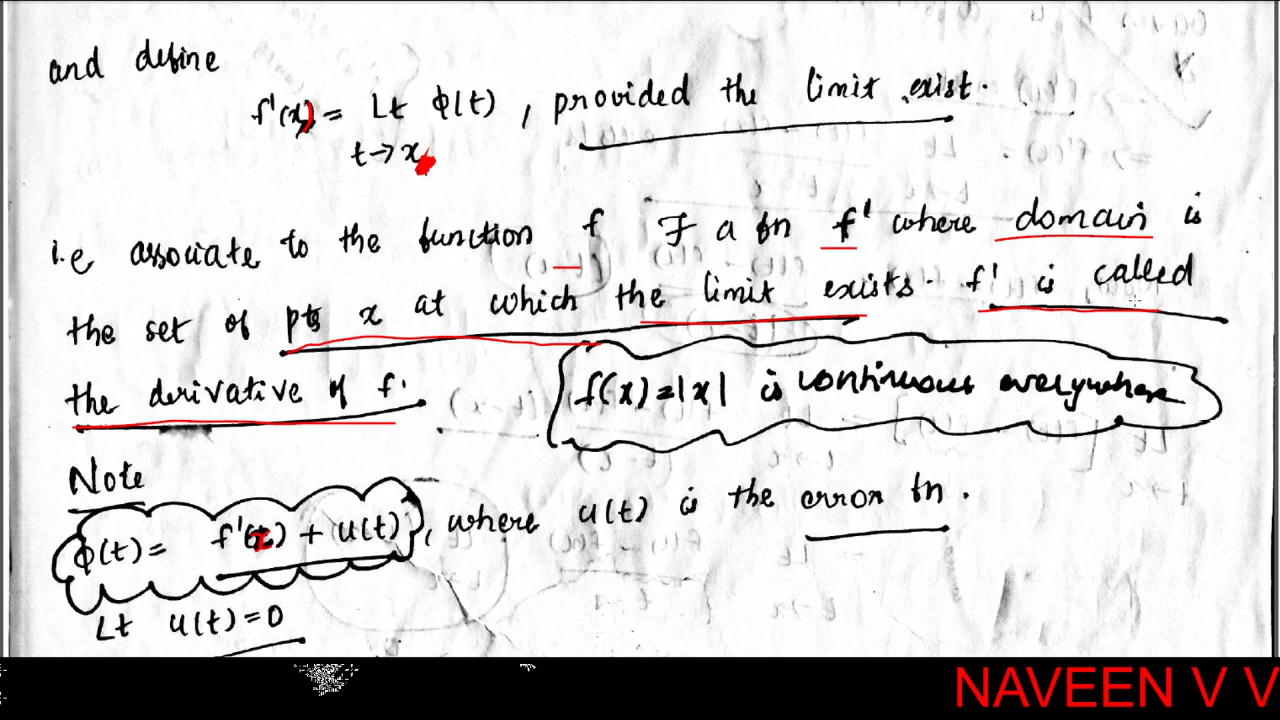 and define
f'(x) = Lt φ(t), provided the limit exist.
t→x
i.e associate to the function f ∃ a fn f' where domain is
the set of pts x at which the limit exists. f' is called
the derivative of f.
f(x)=|x| is continuous everywhere
Note
φ(t) = f'(x) + u(t), where u(t) is the error fn.
Lt u(t)=0
NAVEEN V V